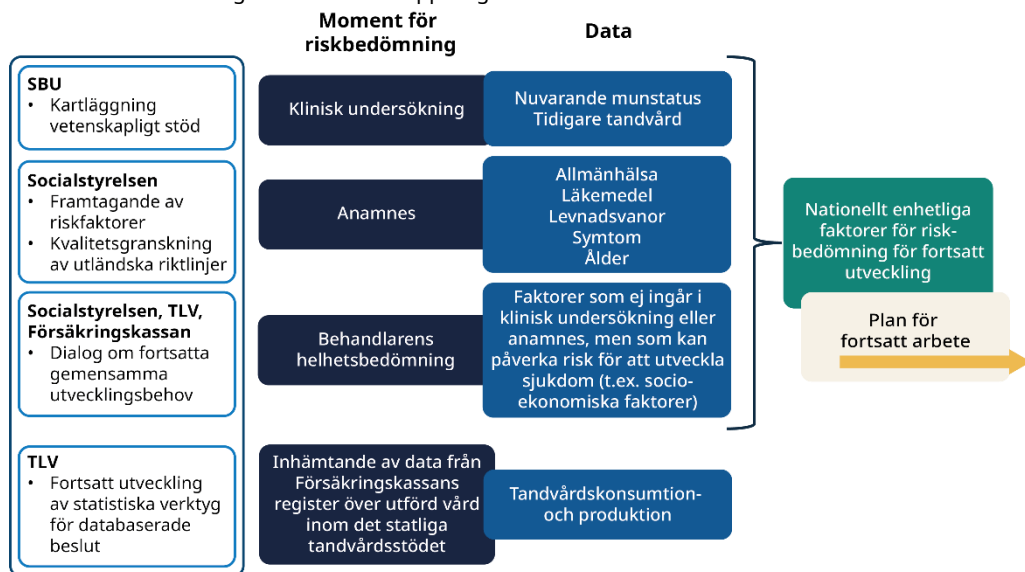 Moment för
riskbedömning
Data
SBU
• Kartläggning
vetenskapligt stöd
Klinisk undersökning
Nuvarande munstatus
Tidigare tandvård
Socialstyrelsen
• Framtagande av
riskfaktorer
• Kvalitetsgranskning
av utländska riktlinjer
Anamnes
Allmänhälsa
Läkemedel
Levnadsvanor
Symtom
Ålder
Socialstyrelsen, TLV,
Försäkringskassan
• Dialog om fortsatta
gemensamma
utvecklingsbehov
Behandlarens
helhetsbedömning
Faktorer som ej ingår i
klinisk undersökning eller
anamnes, men som kan
påverka risk för att utveckla
sjukdom (t.ex. socio-
ekonomiska faktorer)
TLV
• Fortsatt utveckling
av statistiska verktyg
för databaserade
beslut
Inhämtande av data från
Försäkringskassans
register över utförd vård
inom det statliga
tandvårdsstödet
Tandvårdskonsumtion-
och produktion
Nationellt enhetliga
faktorer för risk-
bedömning för fortsatt
utveckling
Plan för
fortsatt arbete